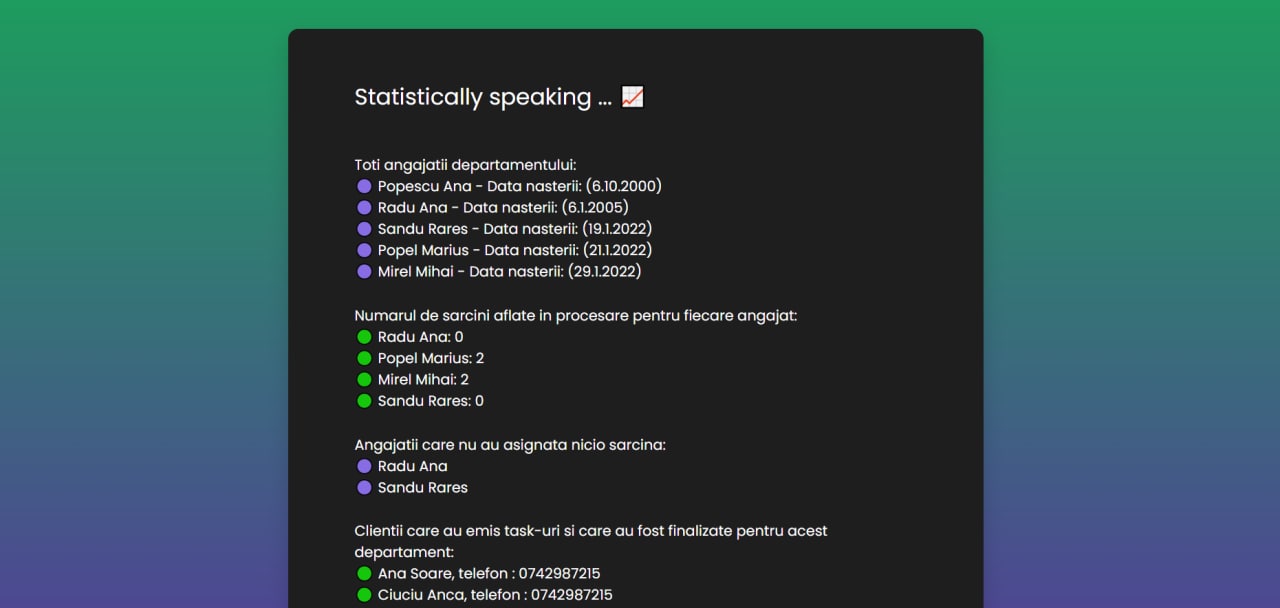 Statistically speaking ... 📈
Toti angajatii departamentului:
Popescu Ana - Data nasterii: (6.10.2000)
Radu Ana - Data nasterii: (6.1.2005)
Sandu Rares - Data nasterii: (19.1.2022)
Popel Marius - Data nasterii: (21.1.2022)
Mirel Mihai - Data nasterii: (29.1.2022)
Numarul de sarcini aflate in procesare pentru fiecare angajat:
Radu Ana: 0
Popel Marius: 2
Mirel Mihai: 2
Sandu Rares: 0
Angajatii care nu au asignata nicio sarcina:
Radu Ana
Sandu Rares
Clientii care au emis task-uri si care au fost finalizate pentru acest
departament:
Ana Soare, telefon : 0742987215
Ciuciu Anca, telefon : 0742987215